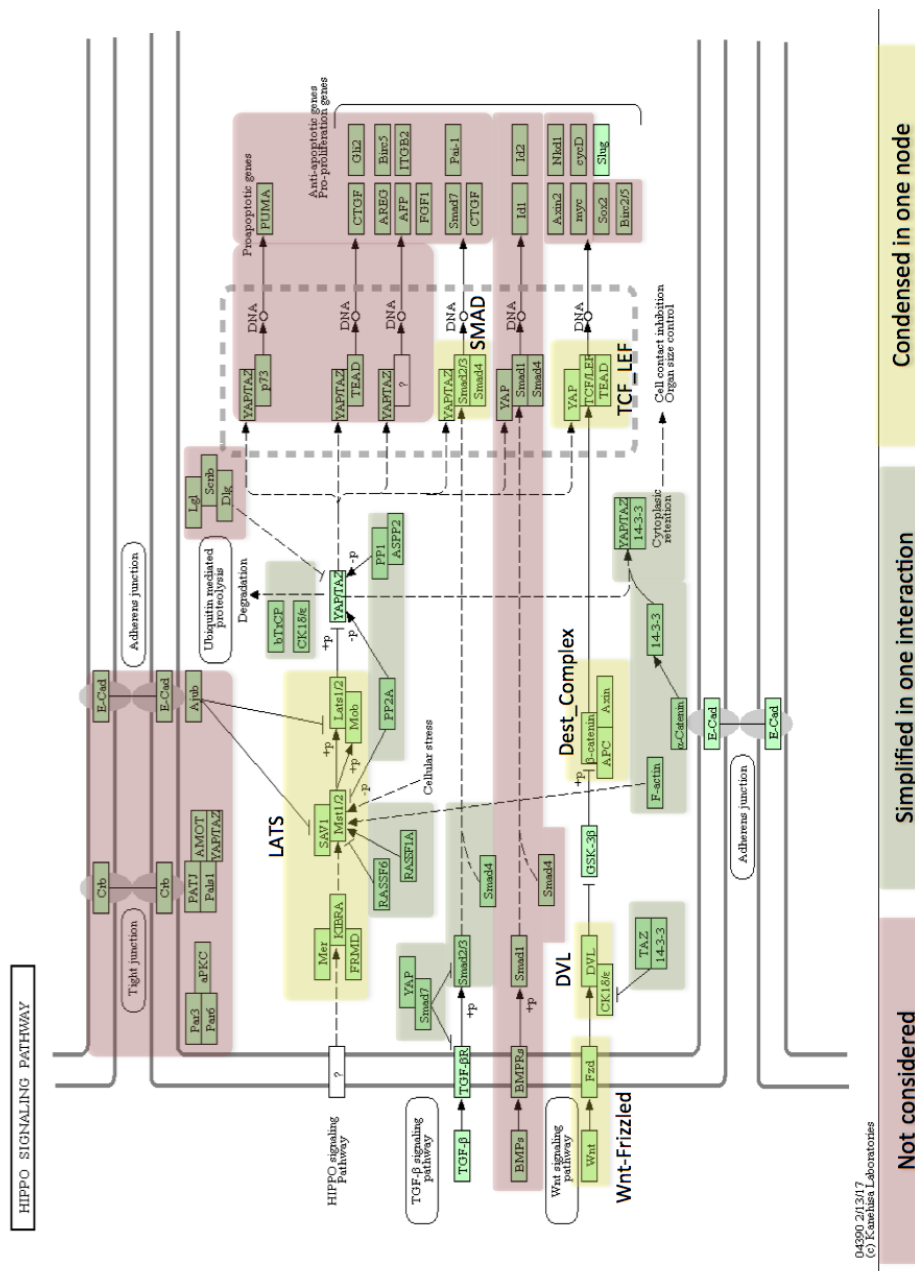 HIPPO SIGNALING PATHWAY
Tight junction
Adherens junction
Par3
Par6
aPKC
Crb
Crb
PATJ
Pals1
AMOT
YAP/TAZ
E-Cad
E-Cad
Ajub
Ubiquitin mediated
proteolysis
Lgl
Scrib
Dlg
LATS
HIPPO signaling
Pathway
?
Mer
KIBRA
FRMD
SAV1
Mst1/2
+p
+p
Lats1/2
Mob
+p
-p
RASSF6
RASSF1A
Cellular stress
PP2A
Degradation
bTrCP
CK1δ/ε
YAP/TAZ
-p
-p
PP1
ASPP2
YAP/TAZ
p73
DNA
Proapoptotic genes
PUMA
Anti-apoptotic genes
Pro-proliferation genes
YAP/TAZ
TEAD
DNA
CTGF
Gli2
YAP/TAZ
?
DNA
AREG
Birc5
AFP
ITGB2
FGF1
TGF-β signaling
pathway
YAP
Smad7
TGF-β
TGF-βR
+p
Smad2/3
Smad4
YAP/TAZ
Smad2/3
Smad4
DNA
SMAD
Smad7
Pai-1
CTGF
BMPs
BMPRs
+p
Smad1
Smad4
YAP
Smad1
Smad4
DNA
Id1
Id2
Wnt signaling
pathway
Wnt
Fzd
Wnt-Frizzled
DVL
DVL
CK1δ/ε
TAZ
14-3-3
GSK-3β
+p
Dest_Complex
β-catenin
APC
Axin
YAP
TCF/LEF
TEAD
TCF_LEF
DNA
Axin2
Nkd1
myc
cycD
Sox2
Slug
Birc2/5
F-actin
α-Catenin
14-3-3
YAP/TAZ
14-3-3
Cytoplasic
retention
Cell contact inhibition
Organ size control
E-Cad
E-Cad
Adherens junction
04390 2/13/17
(c) Kanehisa Laboratories
Not considered
Simplified in one interaction
Condensed in one node